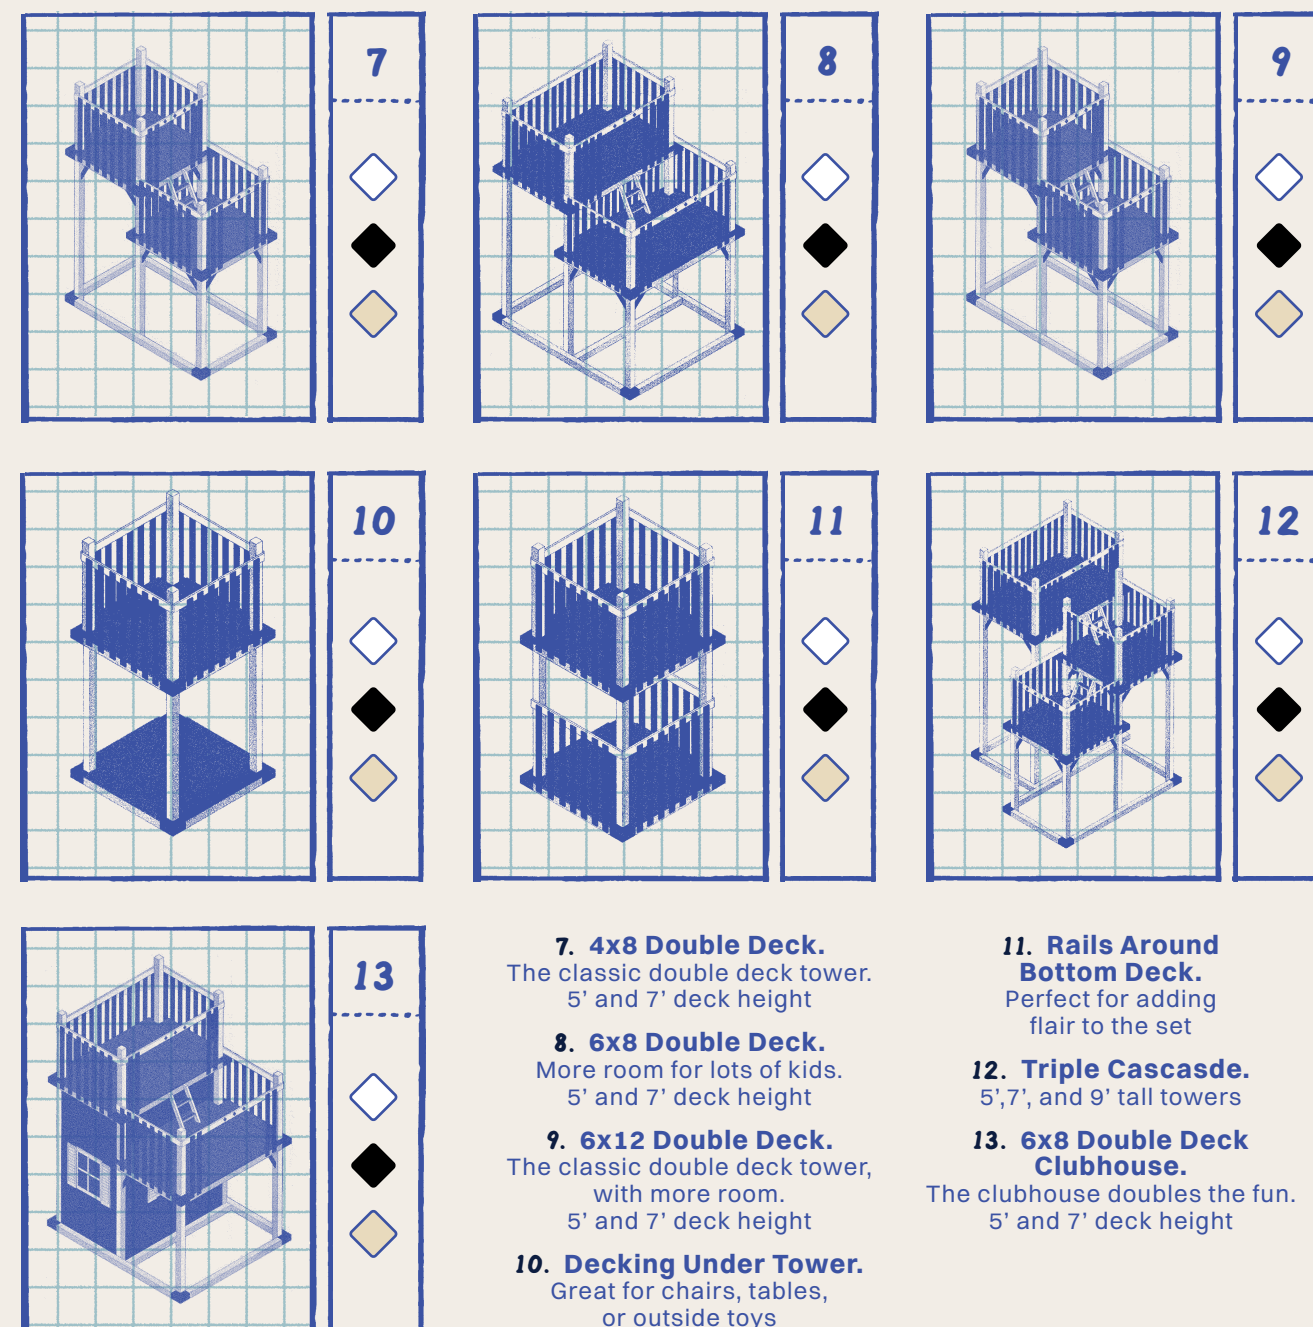 7
8
9
10
11
12
13
7. 4x8 Double Deck.
The classic double deck tower.
5’ and 7’ deck height
8. 6x8 Double Deck.
More room for lots of kids.
5’ and 7’ deck height
9. 6x12 Double Deck.
The classic double deck tower,
with more room.
5’ and 7’ deck height
10. Decking Under Tower.
Great for chairs, tables,
or outside toys
11. Rails Around
Bottom Deck.
Perfect for adding
flair to the set
12. Triple Cascasde.
5’,7’, and 9’ tall towers
13. 6x8 Double Deck
Clubhouse.
The clubhouse doubles the fun.
5’ and 7’ deck height